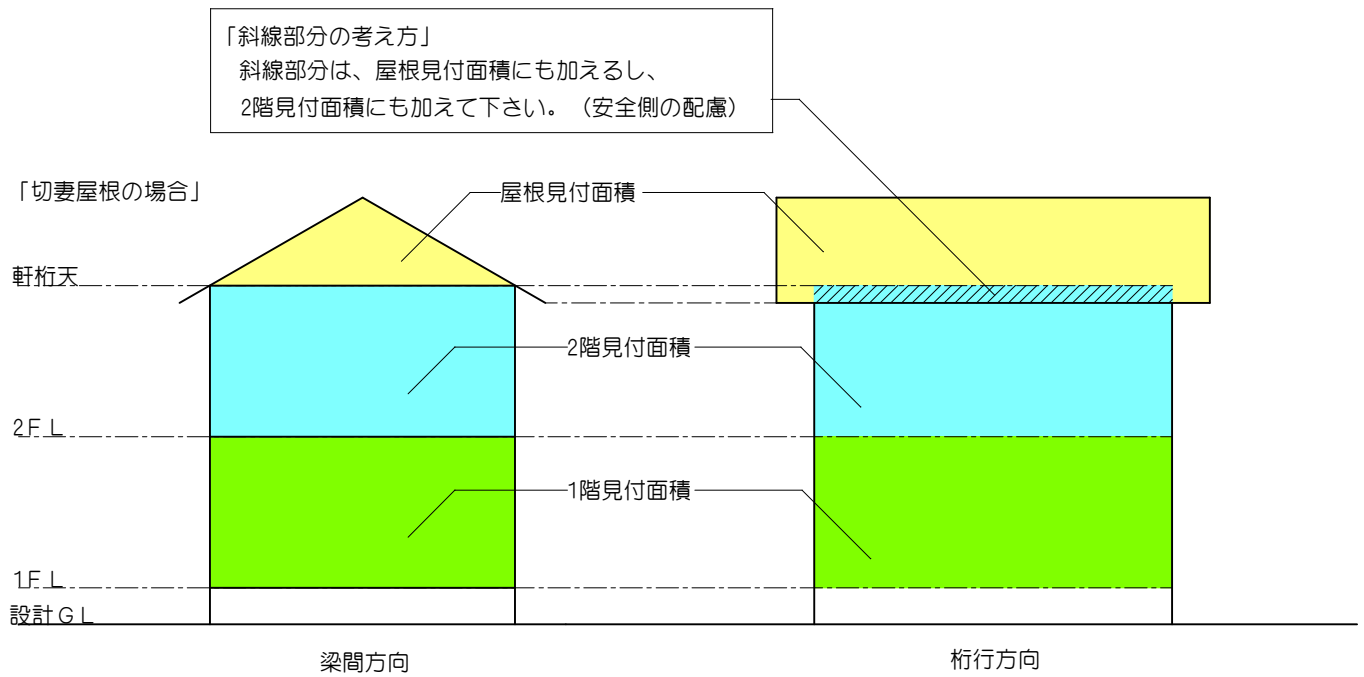 「斜線部分の考え方」
斜線部分は、屋根見付面積にも加えるし、
2階見付面積にも加えて下さい。（安全側の配慮）
「切妻屋根の場合」
屋根見付面積
軒桁天
2階見付面積
2ＦＬ
1階見付面積
1ＦＬ
設計ＧＬ
梁間方向
桁行方向